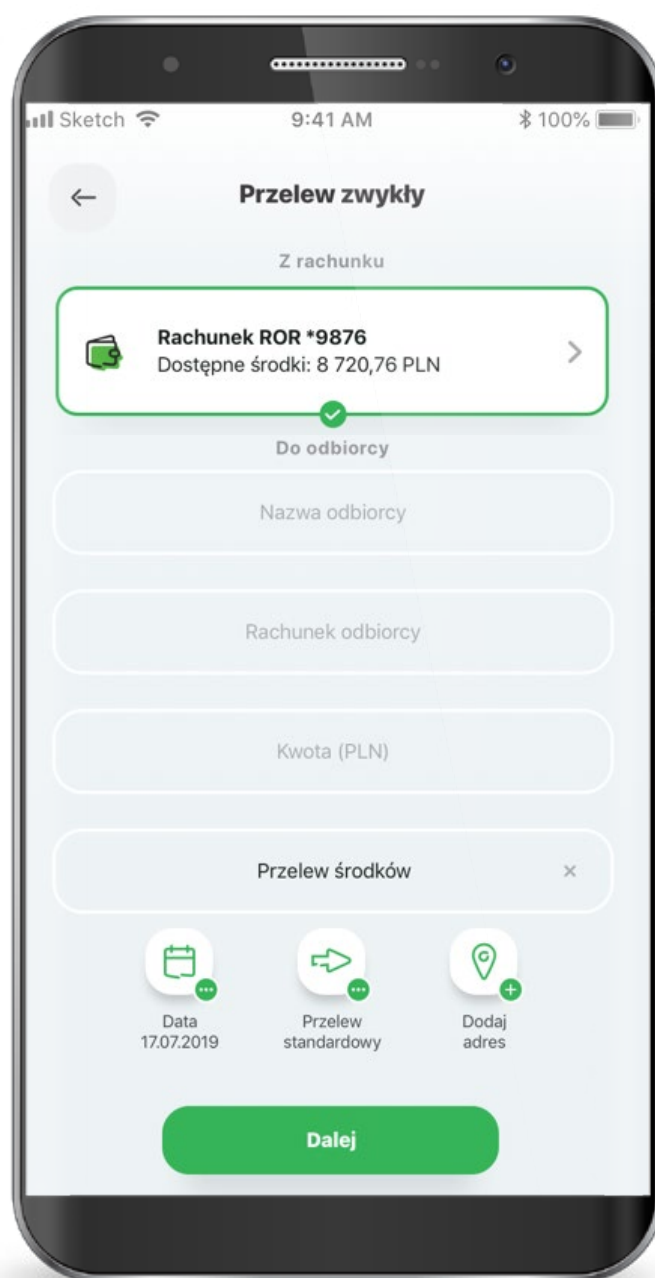 Sketch
9:41 AM
100%
Przelew zwykły
Z rachunku
Rachunek ROR *9876
Dostępne środki: 8 720,76 PLN
Do odbiorcy
Nazwa odbiorcy
Rachunek odbiorcy
Kwota (PLN)
Przelew środków
Data
17.07.2019
Przelew
standardowy
Dodaj
adres
Dalej